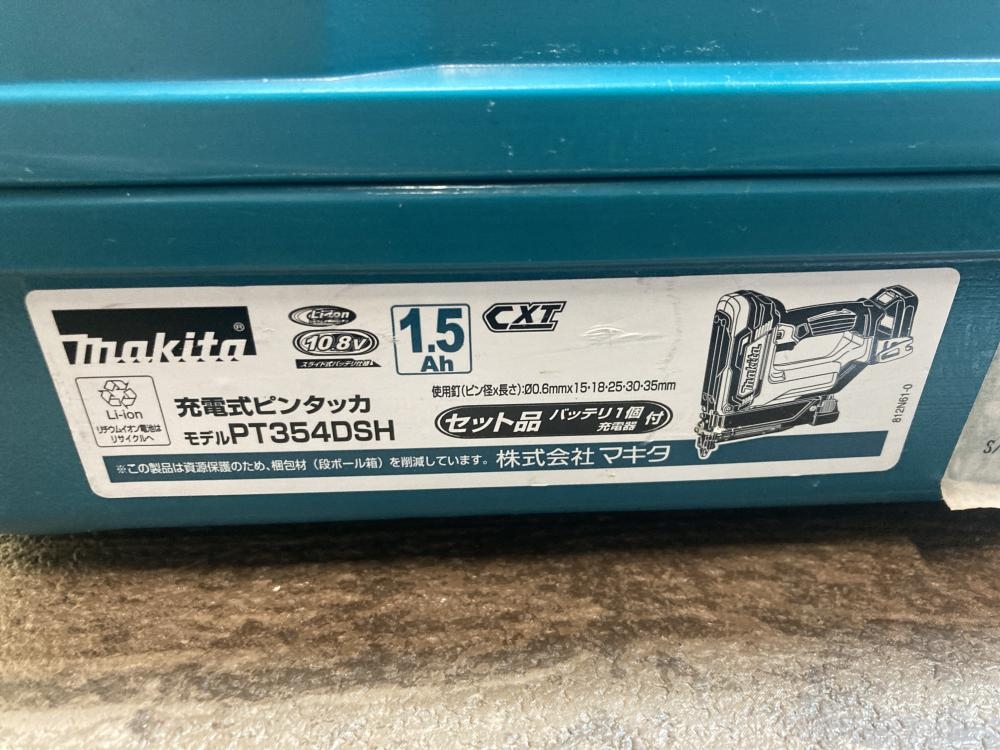 makita®
Li-ion
10.8V
スライド式バッテリ仕様
1.5
Ah
CXT
Li-ion
リチウムイオン電池は
リサイクルへ
充電式ピンタッカ
モデルPT354DSH
使用釘(ピン径x長さ):Ø0.6mmx15·18·25·30·35mm
セット品 バッテリ1個 充電器 付
makita
812N61-0
※この製品は資源保護のため、梱包材(段ボール箱)を削減しています。 株式会社マキタ
S/